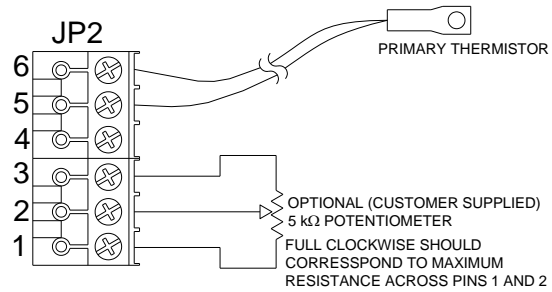 JP2
PRIMARY THERMISTOR
6
5
4
3
2
1
OPTIONAL (CUSTOMER SUPPLIED)
5 kΩ POTENTIOMETER
FULL CLOCKWISE SHOULD
CORRESSPOND TO MAXIMUM
RESISTANCE ACROSS PINS 1 AND 2